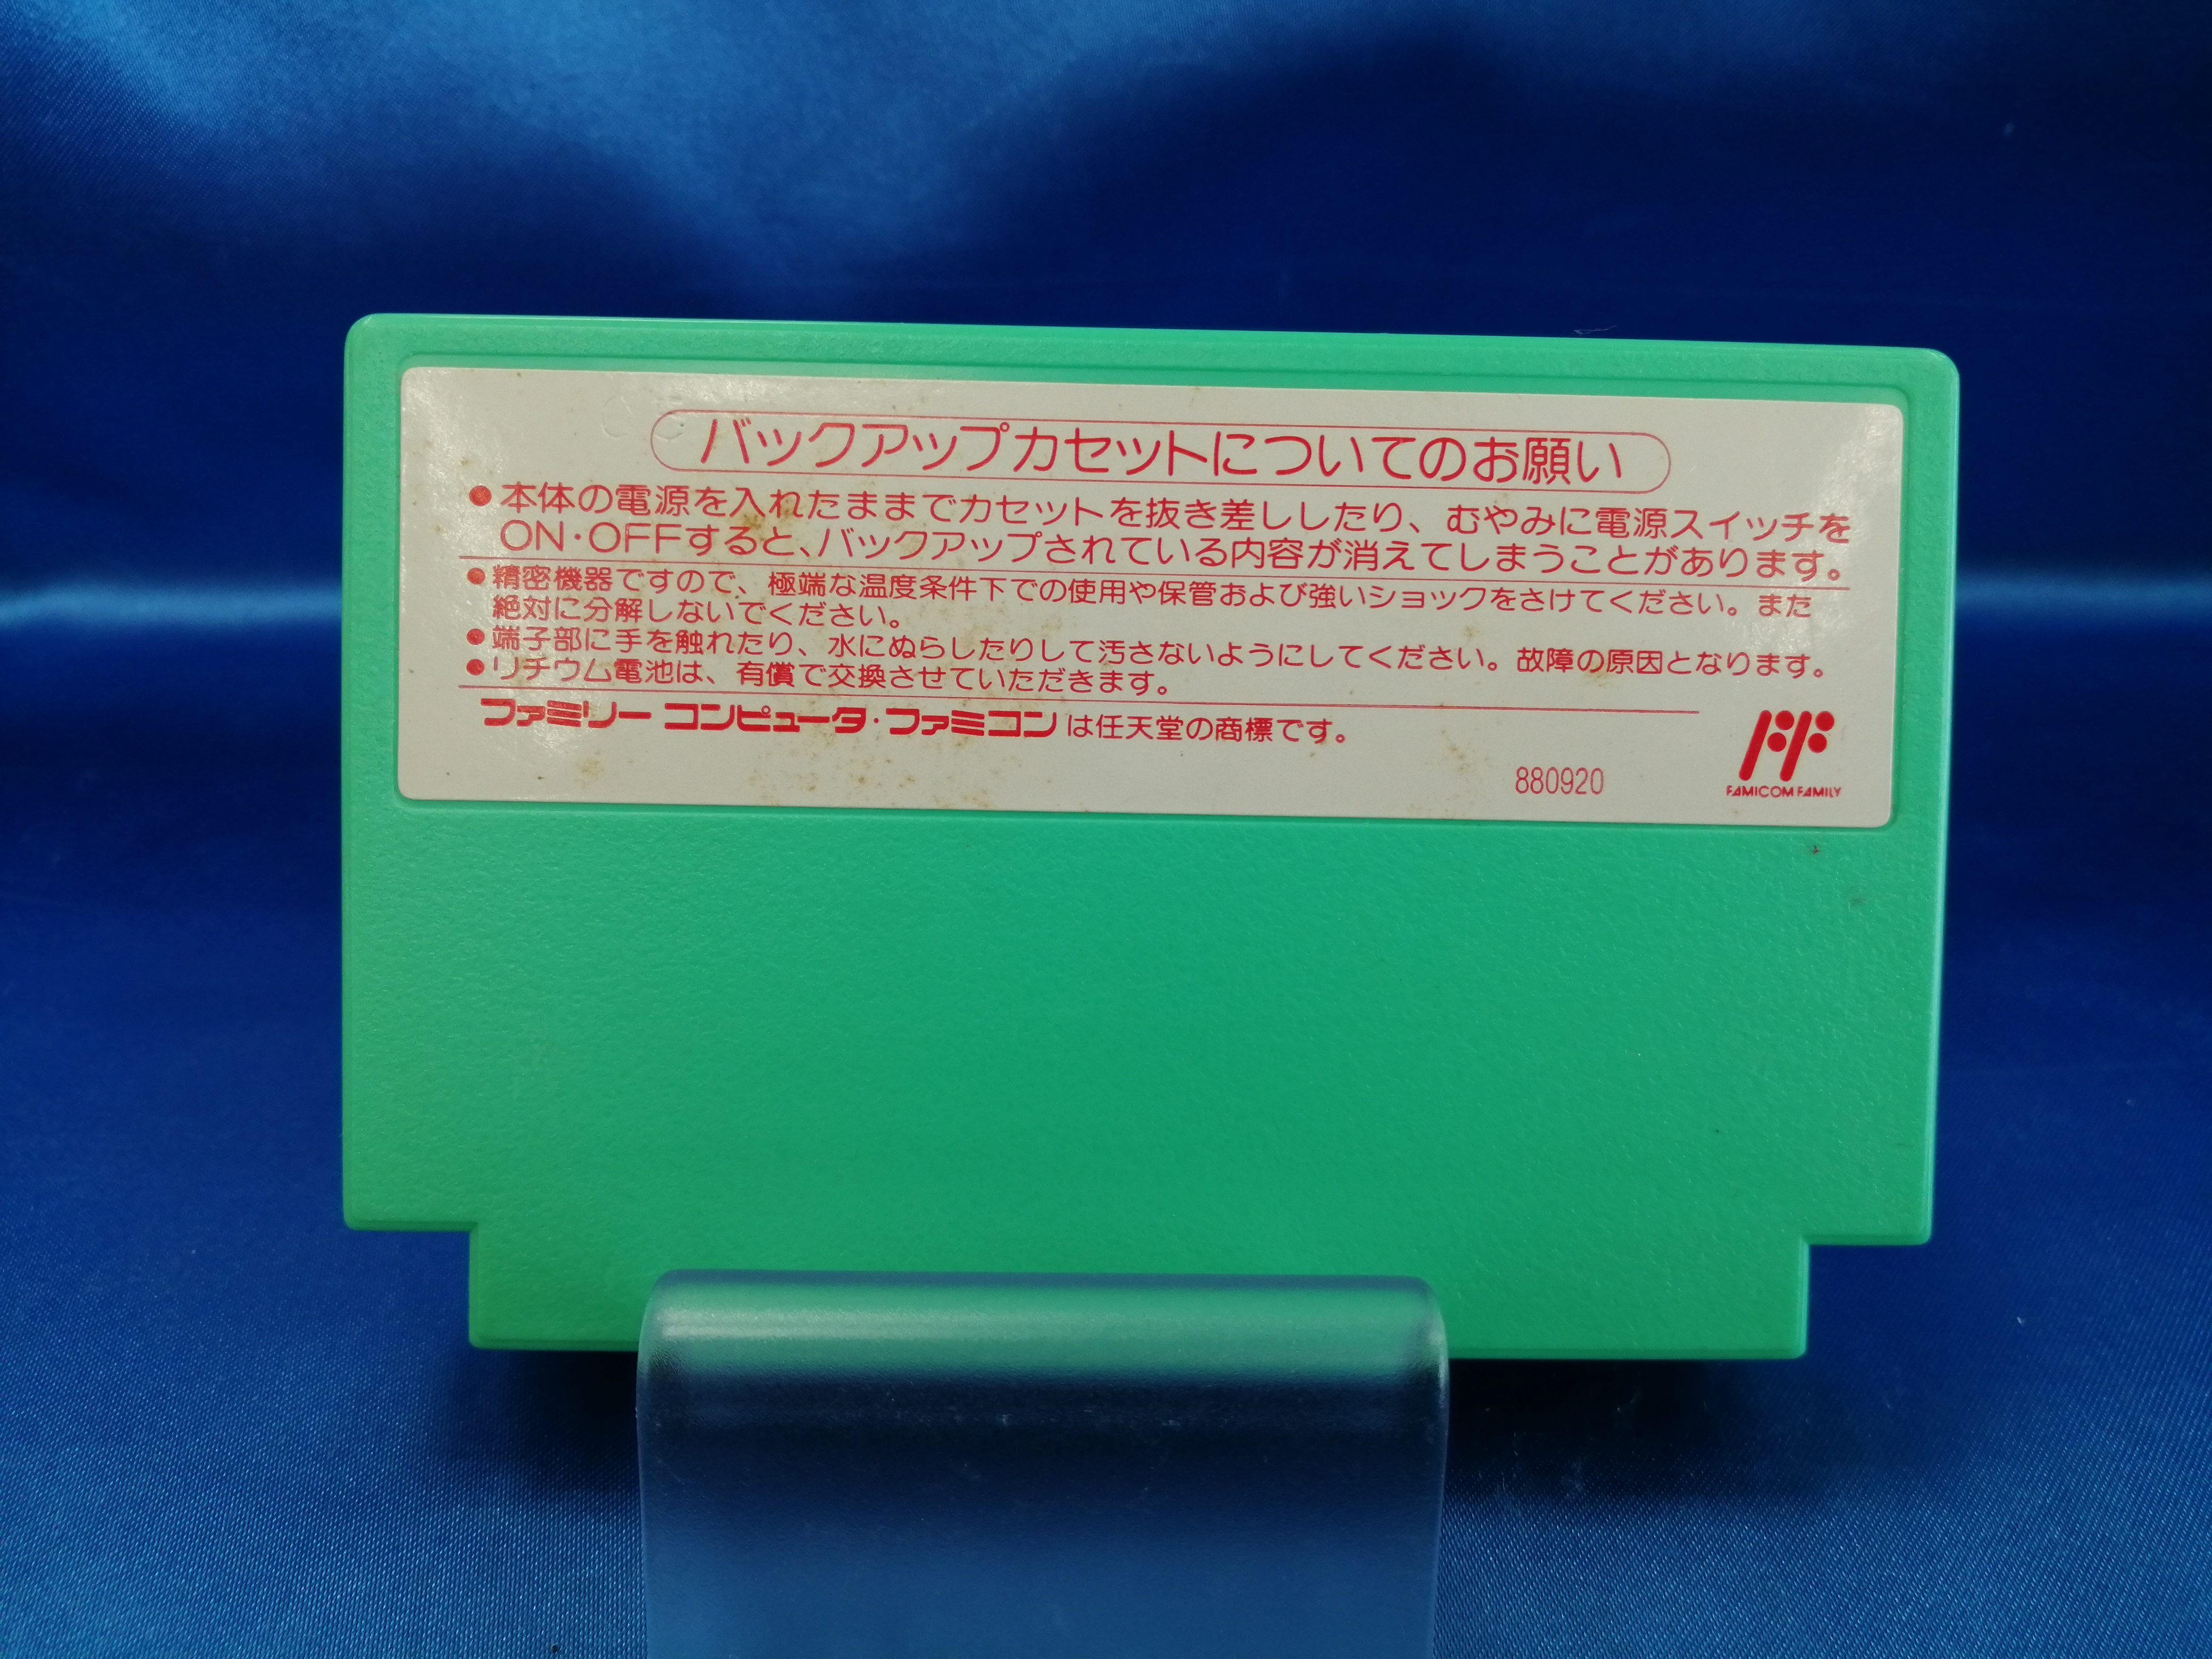 バックアップカセットについてのお願い
●本体の電源を入れたままでカセットを抜き差ししたり、むやみに電源スイッチを
ON・OFFすると、バックアップされている内容が消えてしまうことがあります。
●精密機器ですので、極端な温度条件下での使用や保管および強いショックをさけてください。また
絶対に分解しないでください。
●端子部に手を触れたり、水にぬらしたりして汚さないようにしてください。故障の原因となります。
●リチウム電池は、有償で交換させていただきます。
ファミリーコンピュータ・ファミコンは任天堂の商標です。
880920
FAMICOM FAMILY